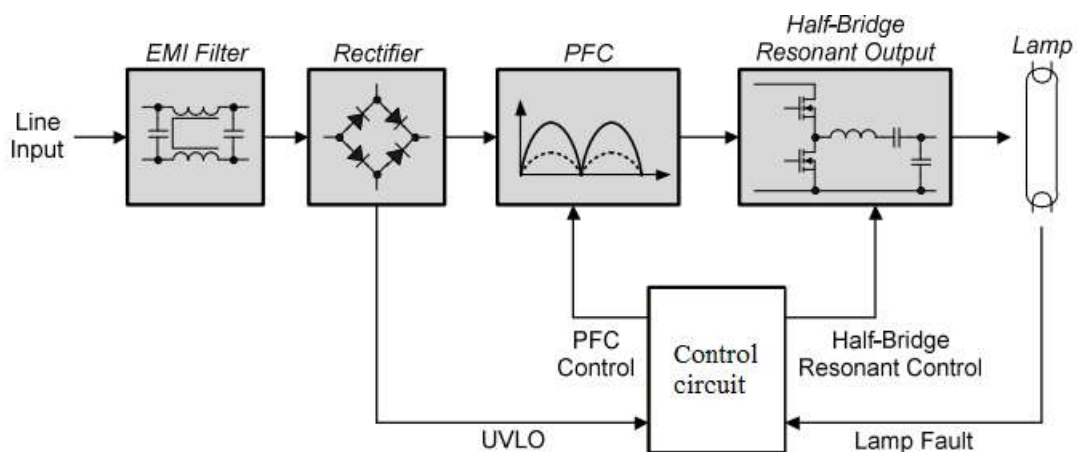 EMI Filter
Rectifier
PFC
Half-Bridge
Resonant Output
Lamp
Line
Input
PFC
Control
Control
circuit
Half-Bridge
Resonant Control
UVLO
Lamp Fault